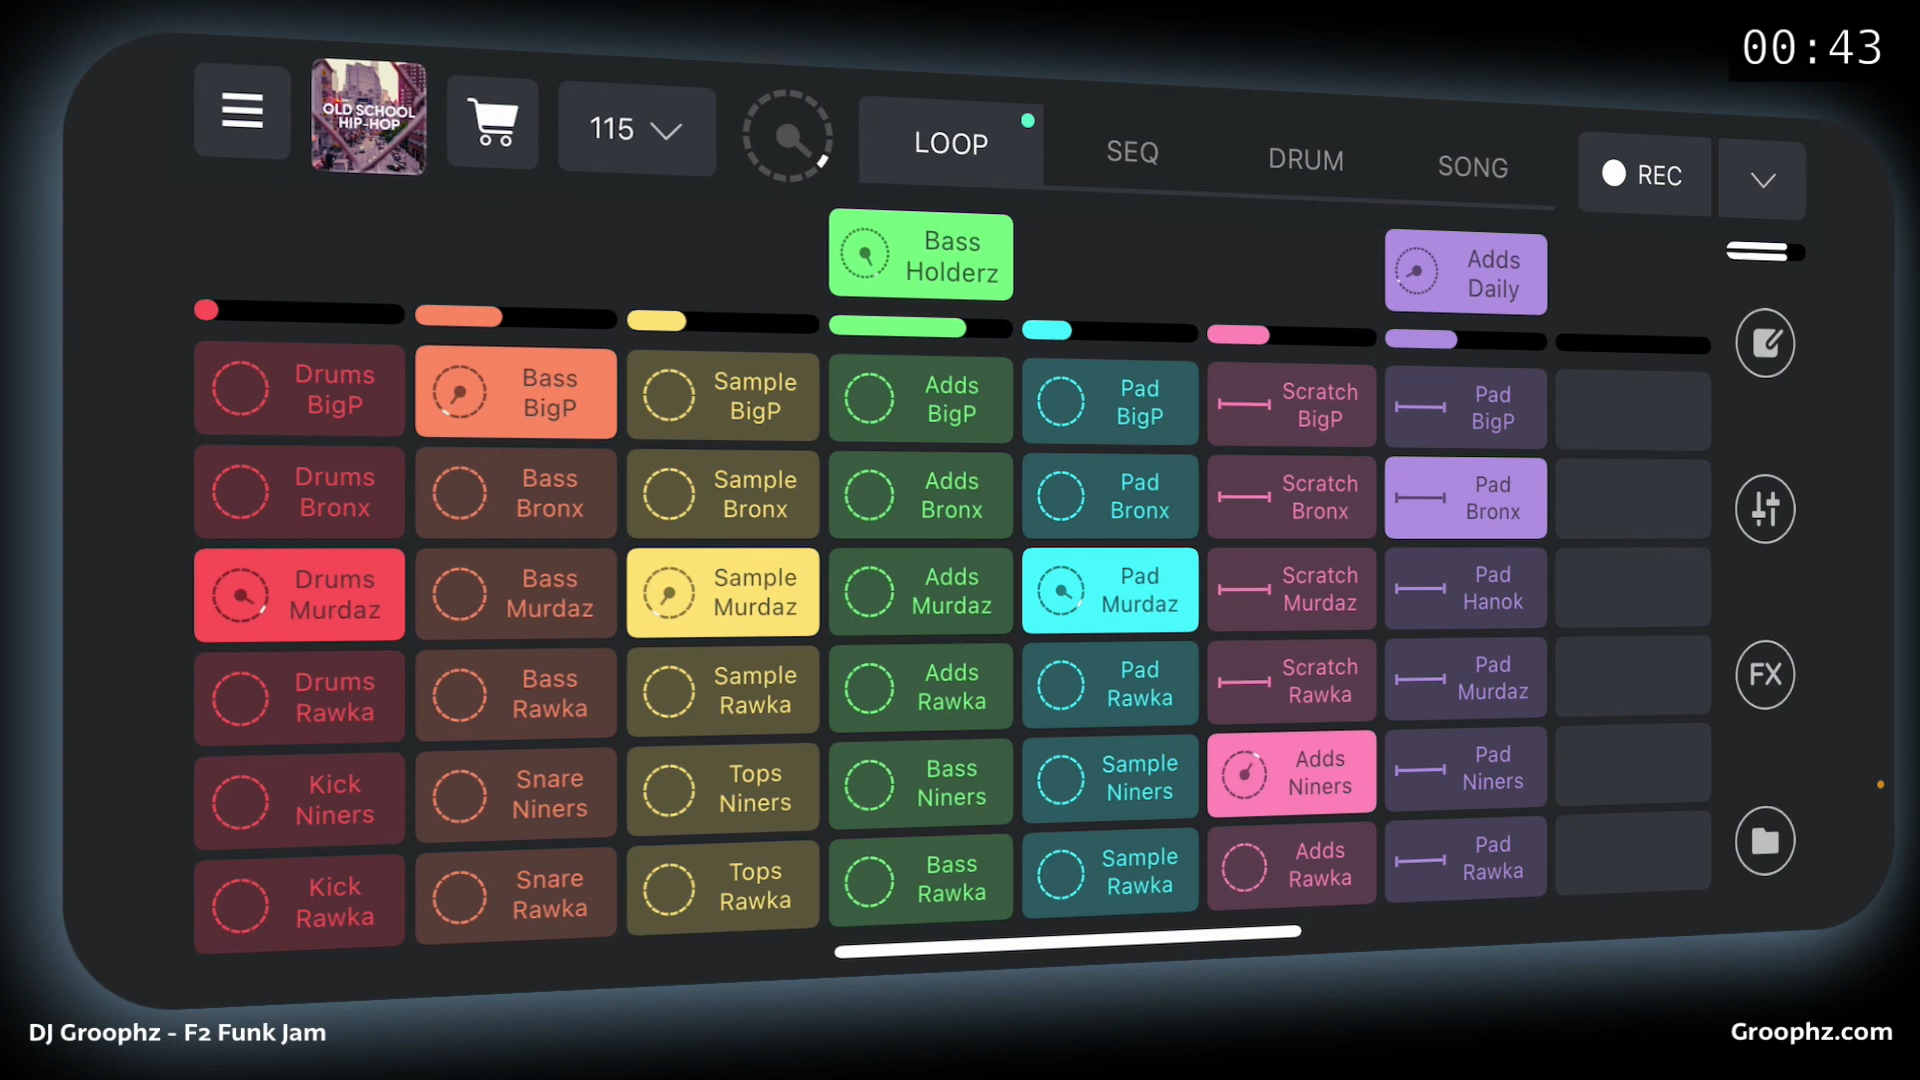 00:43
OLD SCHOOL
HIP-HOP
115
LOOP
SEQ
DRUM
SONG
REC
Bass
Holderz
Adds
Daily
Drums
BigP
Bass
BigP
Sample
BigP
Adds
BigP
Pad
BigP
Scratch
BigP
Pad
BigP
Drums
Bronx
Bass
Bronx
Sample
Bronx
Adds
Bronx
Pad
Bronx
Scratch
Bronx
Pad
Bronx
Drums
Murdaz
Bass
Murdaz
Sample
Murdaz
Adds
Murdaz
Pad
Murdaz
Scratch
Murdaz
Pad
Hanok
Drums
Rawka
Bass
Rawka
Sample
Rawka
Adds
Rawka
Pad
Rawka
Scratch
Rawka
Pad
Murdaz
FX
Kick
Niners
Snare
Niners
Tops
Niners
Bass
Niners
Sample
Niners
Adds
Niners
Pad
Niners
Kick
Rawka
Snare
Rawka
Tops
Rawka
Bass
Rawka
Sample
Rawka
Adds
Rawka
Pad
Rawka
DJ Groophz - F2 Funk Jam
Groophz.com